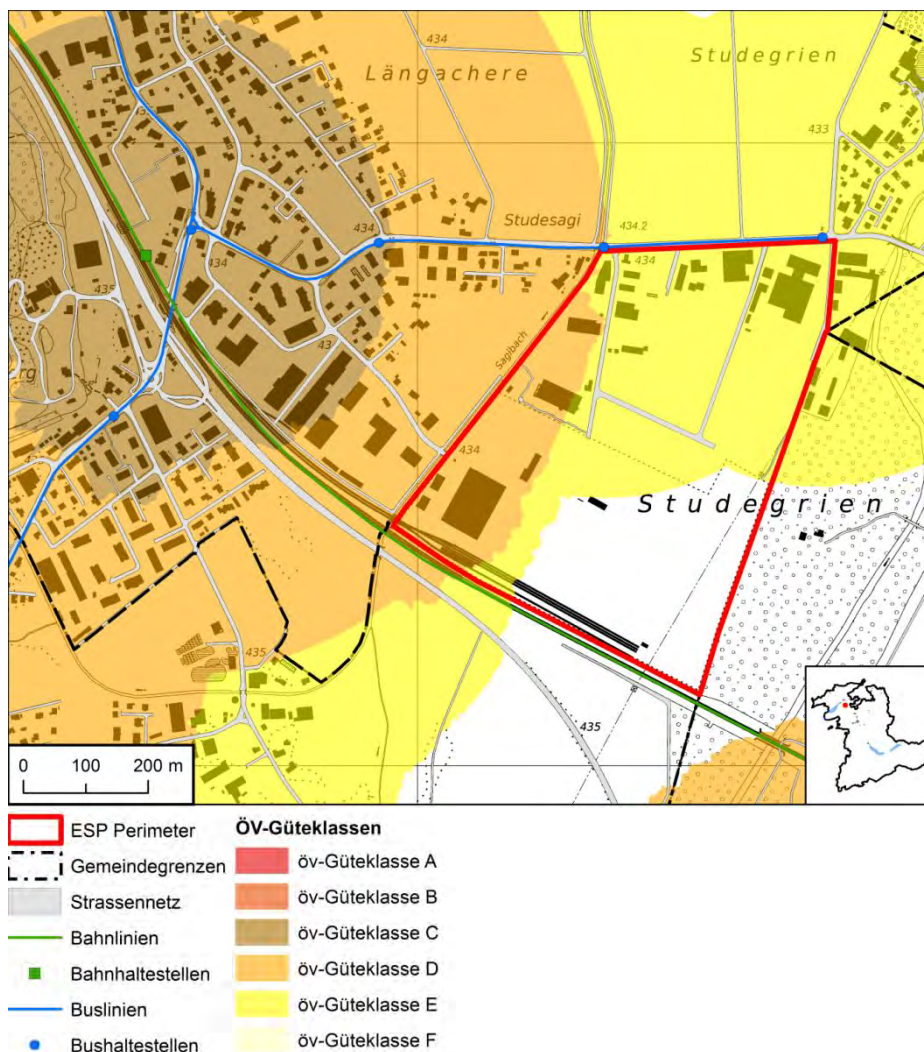 434
Längachere
Studegrien
433
Studesagi
434.2
434
434
434
435
43
Sagibach
rg
434
Studegrien
435
435
0 100 200 m
ESP Perimeter
Gemeindegrenzen
Strassennetz
Bahnlinien
Bahnhaltestellen
Buslinien
Bushaltestellen
ÖV-Güteklassen
öv-Güteklasse A
öv-Güteklasse B
öv-Güteklasse C
öv-Güteklasse D
öv-Güteklasse E
öv-Güteklasse F